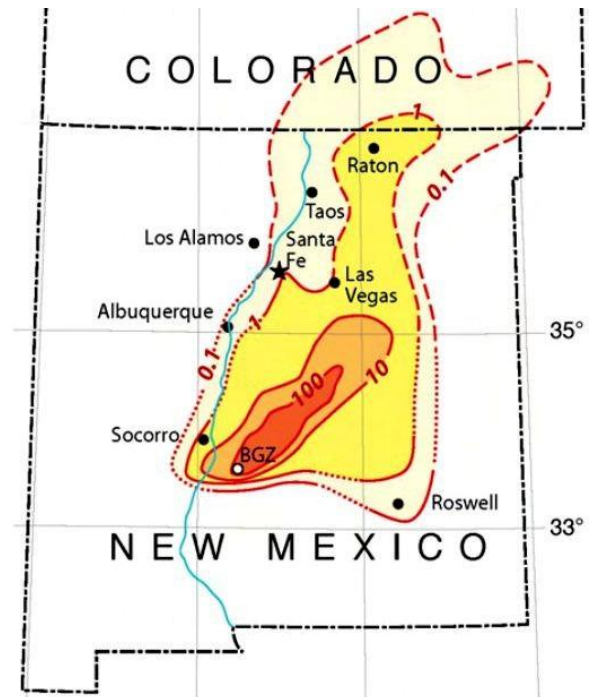 COLORADO
1
Raton
0.1
Taos
Los Alamos
Santa
Fe
Las
Vegas
Albuquerque
1
35°
0.1
100
10
Socorro
BGZ
Roswell
33°
NEW MEXICO